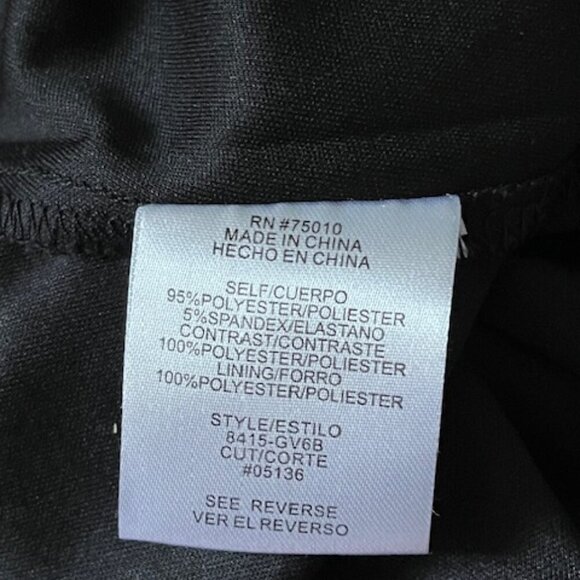 RN #75010
MADE IN CHINA
HECHO EN CHINA
SELF/CUERPO
95%POLYESTER/POLIESTER
5%SPANDEX/ELASTANO
CONTRAST/CONTRASTE
100%POLYESTER/POLIESTER
LINING/FORRO
100%POLYESTER/POLIESTER
STYLE/ESTILO
8415-GV6B
CUT/CORTE
#05136
SEE REVERSE
VER EL REVERSO